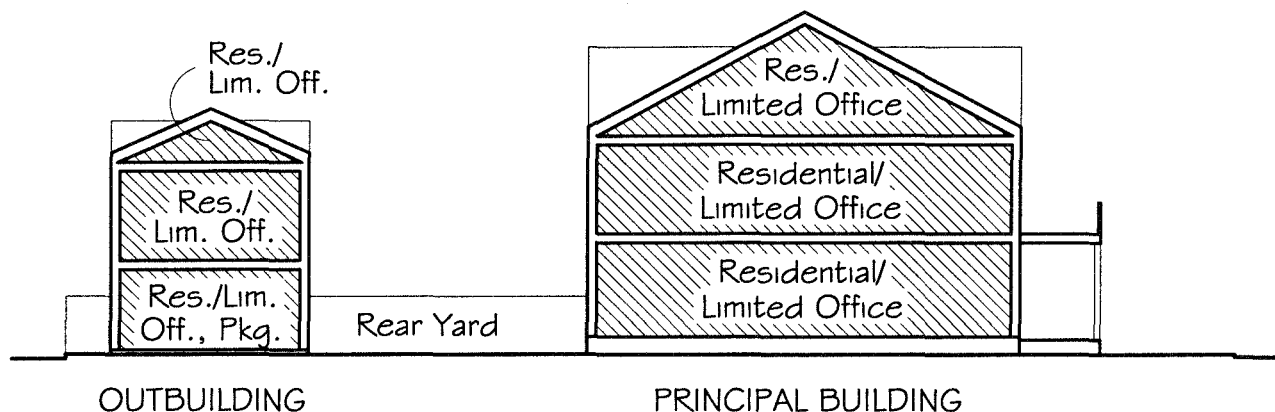 Res./
Lim. Off.
Res./
Lim. Off.
Res./Lim.
Off., Pkg.
Rear Yard
Res./
Limited Office
Residential/
Limited Office
Residential/
Limited Office
OUTBUILDING
PRINCIPAL BUILDING